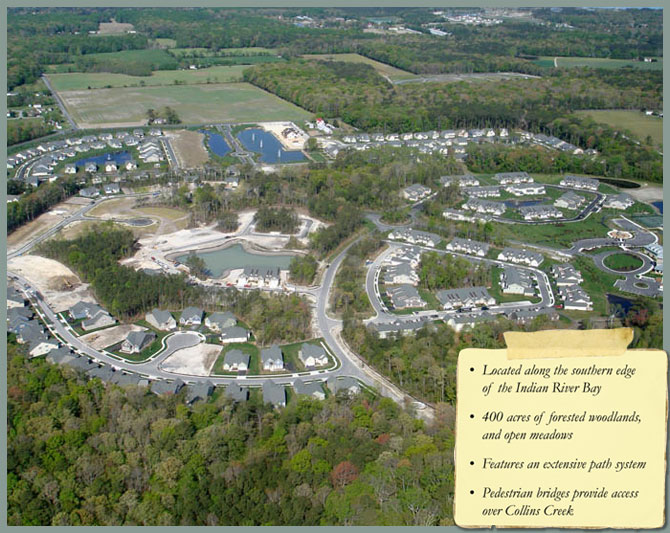 • Located along the southern edge
of the Indian River Bay
• 400 acres of forested woodlands,
and open meadows
• Features an extensive path system
• Pedestrian bridges provide access
over Collins Creek